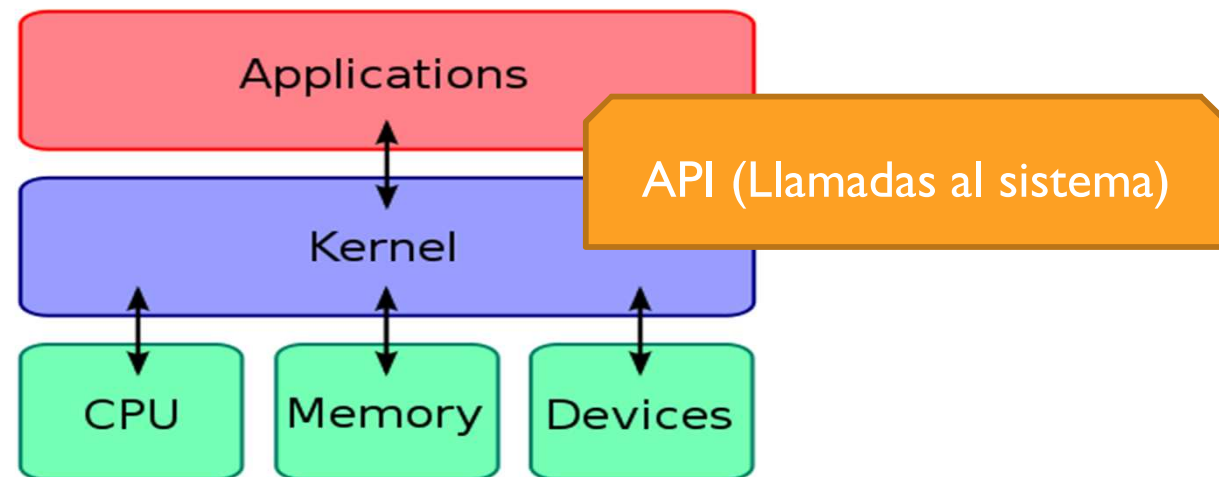 Applications
API (Llamadas al sistema)
Kernel
CPU
Memory
Devices